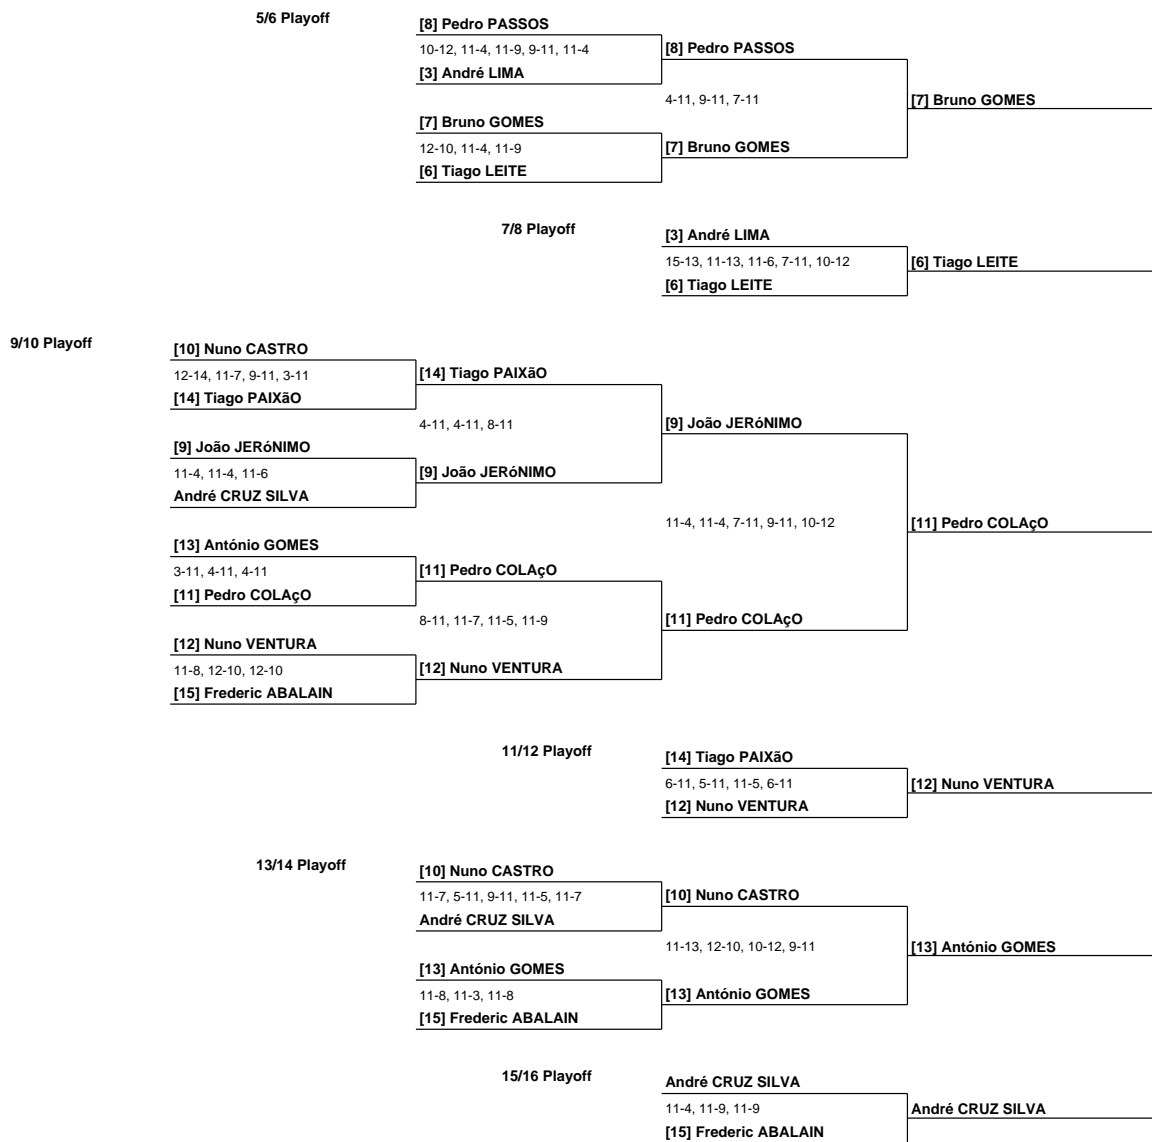 5/6 Playoff
[8] Pedro PASSOS
10-12, 11-4, 11-9, 9-11, 11-4
[8] Pedro PASSOS
[3] André LIMA
4-11, 9-11, 7-11
[7] Bruno GOMES
[7] Bruno GOMES
12-10, 11-4, 11-9
[7] Bruno GOMES
[6] Tiago LEITE
7/8 Playoff
[3] André LIMA
15-13, 11-13, 11-6, 7-11, 10-12
[6] Tiago LEITE
[6] Tiago LEITE
9/10 Playoff
[10] Nuno CASTRO
12-14, 11-7, 9-11, 3-11
[14] Tiago PAIXãO
[14] Tiago PAIXãO
4-11, 4-11, 8-11
[9] João JERóNIMO
[9] João JERóNIMO
11-4, 11-4, 11-6
[9] João JERóNIMO
André CRUZ SILVA
11-4, 11-4, 7-11, 9-11, 10-12
[11] Pedro COLAçO
[13] António GOMES
3-11, 4-11, 4-11
[11] Pedro COLAçO
[11] Pedro COLAçO
8-11, 11-7, 11-5, 11-9
[11] Pedro COLAçO
[12] Nuno VENTURA
11-8, 12-10, 12-10
[12] Nuno VENTURA
[15] Frederic ABALAIN
11/12 Playoff
[14] Tiago PAIXãO
6-11, 5-11, 11-5, 6-11
[12] Nuno VENTURA
[12] Nuno VENTURA
13/14 Playoff
[10] Nuno CASTRO
11-7, 5-11, 9-11, 11-5, 11-7
[10] Nuno CASTRO
André CRUZ SILVA
11-13, 12-10, 10-12, 9-11
[13] António GOMES
[13] António GOMES
11-8, 11-3, 11-8
[13] António GOMES
[15] Frederic ABALAIN
15/16 Playoff
André CRUZ SILVA
11-4, 11-9, 11-9
André CRUZ SILVA
[15] Frederic ABALAIN